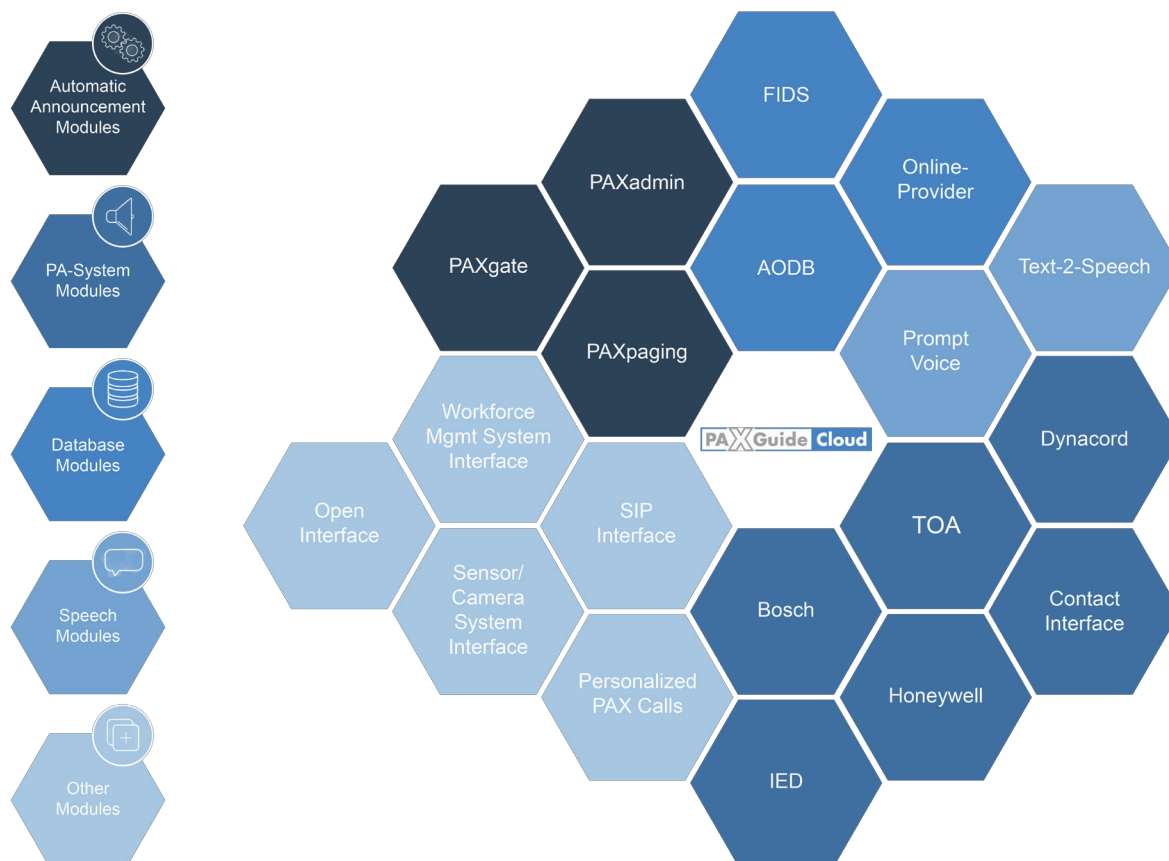 Automatic
Announcement
Modules
PA-System
Modules
Database
Modules
Speech
Modules
Other
Modules
FIDS
PAXadmin
Online-
Provider
PAXgate
AODB
Text-2-Speech
PAXpaging
Prompt
Voice
Workforce
Mgmt System
Interface
PAXGuide Cloud
Dynacord
Open
Interface
SIP
Interface
TOA
Sensor/
Camera
System
Interface
Bosch
Contact
Interface
Personalized
PAX Calls
Honeywell
IED